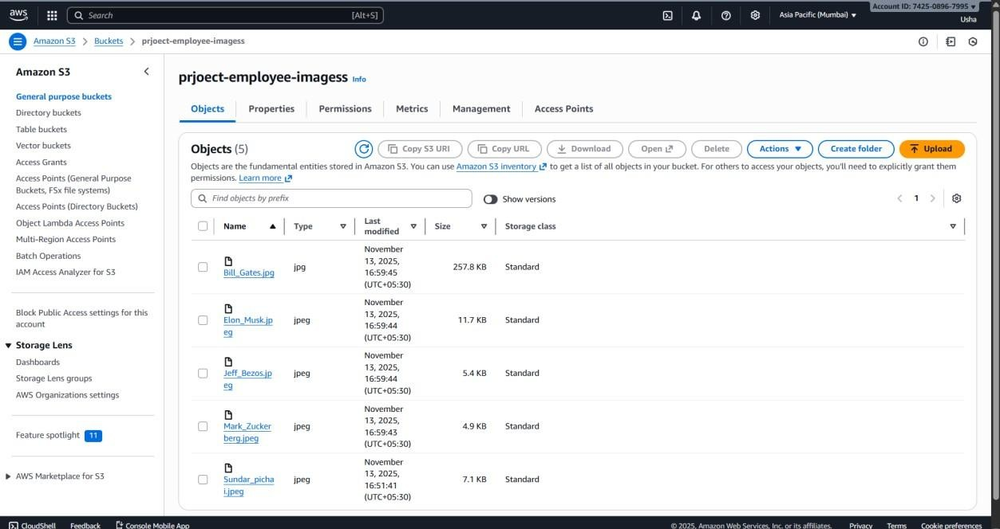 aws
Search [Alt+S]
Asia Pacific (Mumbai)
Account ID: 7425-0896-7995
Usha
Amazon S3 > Buckets > prjoect-employee-imagess
Amazon S3
General purpose buckets
Directory buckets
Table buckets
Vector buckets
Access Grants
Access Points (General Purpose
Buckets, FSx file systems)
Access Points (Directory Buckets)
Object Lambda Access Points
Multi-Region Access Points
Batch Operations
IAM Access Analyzer for S3
Block Public Access settings for this
account
Storage Lens
Dashboards
Storage Lens groups
AWS Organizations settings
Feature spotlight 11
AWS Marketplace for S3
prjoect-employee-imagess Info
Objects Properties Permissions Metrics Management Access Points
Objects (5) Copy S3 URI Copy URL Download Open Delete Actions Create folder Upload
Objects are the fundamental entities stored in Amazon S3. You can use Amazon S3 inventory to get a list of all objects in your bucket. For others to access your objects, you'll need to explicitly grant them
permissions. Learn more
Find objects by prefix Show versions 1
Name Type Last modified Size Storage class
Bill_Gates.jpg jpg November 13, 2025, 16:59:45 (UTC+05:30) 257.8 KB Standard
Elon_Musk.jpeg jpeg November 13, 2025, 16:59:44 (UTC+05:30) 11.7 KB Standard
Jeff_Bezos.jpeg jpeg November 13, 2025, 16:59:44 (UTC+05:30) 5.4 KB Standard
Mark_Zuckerberg.jpeg jpeg November 13, 2025, 16:59:43 (UTC+05:30) 4.9 KB Standard
Sundar_pichai.jpeg jpeg November 13, 2025, 16:51:41 (UTC+05:30) 7.1 KB Standard
CloudShell Feedback Console Mobile App © 2025, Amazon Web Services, Inc. or its affiliates. Privacy Terms Cookie preferences